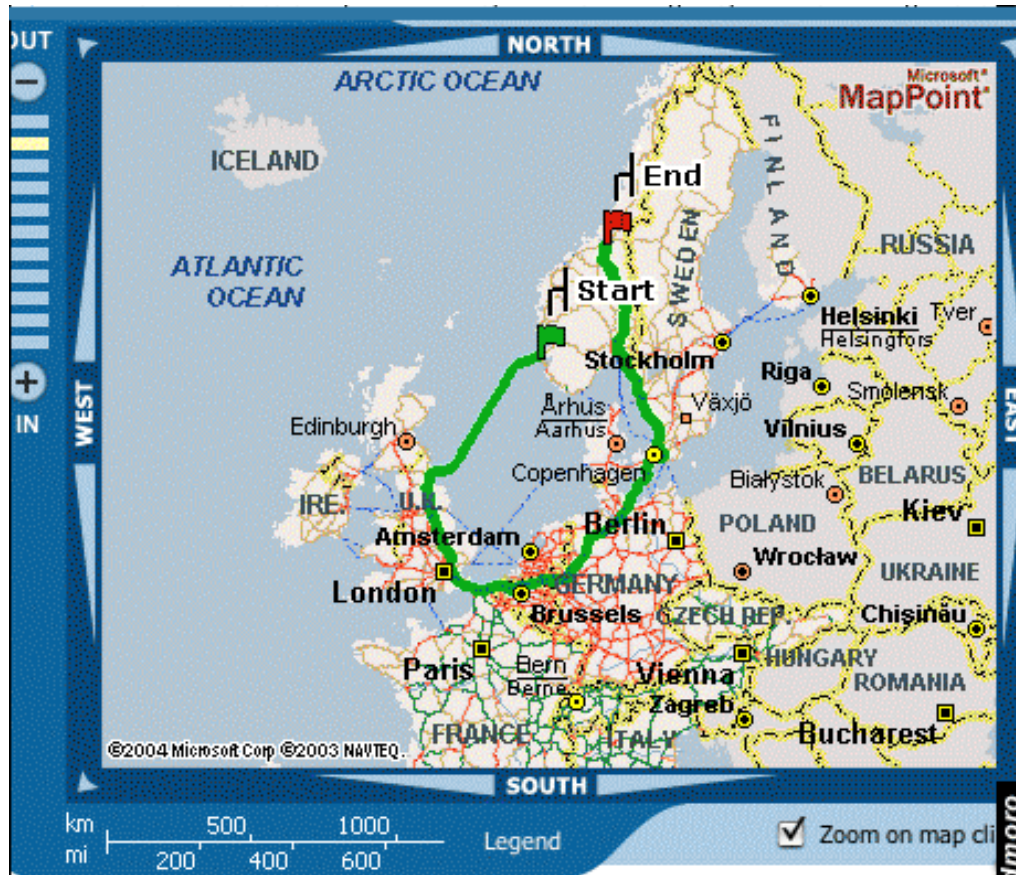 OUT
NORTH
ARCTIC OCEAN
Microsoft®
MapPoint®
ICELAND
FINLAND
End
RUSSIA
SWEDEN
ATLANTIC
OCEAN
Start
Helsinki
Helsingfors
Tver
Stockholm
Riga
Smolensk
IN
WEST
EAST
Århus
Aarhus
Växjö
Edinburgh
Vilnius
Copenhagen
Białystok
BELARUS
IRE.
U.K.
Amsterdam
Berlin
POLAND
Kiev
Wrocław
London
GERMANY
UKRAINE
Brussels
CZECH REP.
Chişinău
Paris
Bern
Berne
Vienna
HUNGARY
ROMANIA
Zagreb
FRANCE
ITALY
Bucharest
©2004 Microsoft Corp ©2003 NAVTEQ..
SOUTH
km 500 1000
mi 200 400 600
Legend
Zoom on map cli